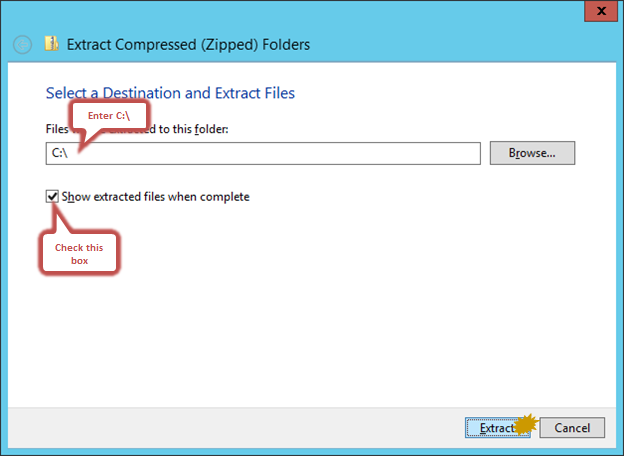 x
Extract Compressed (Zipped) Folders
Select a Destination and Extract Files
Enter C:\
Files extracted to this folder:
C:\
Browse...
Show extracted files when complete
Check this
box
Extract
Cancel